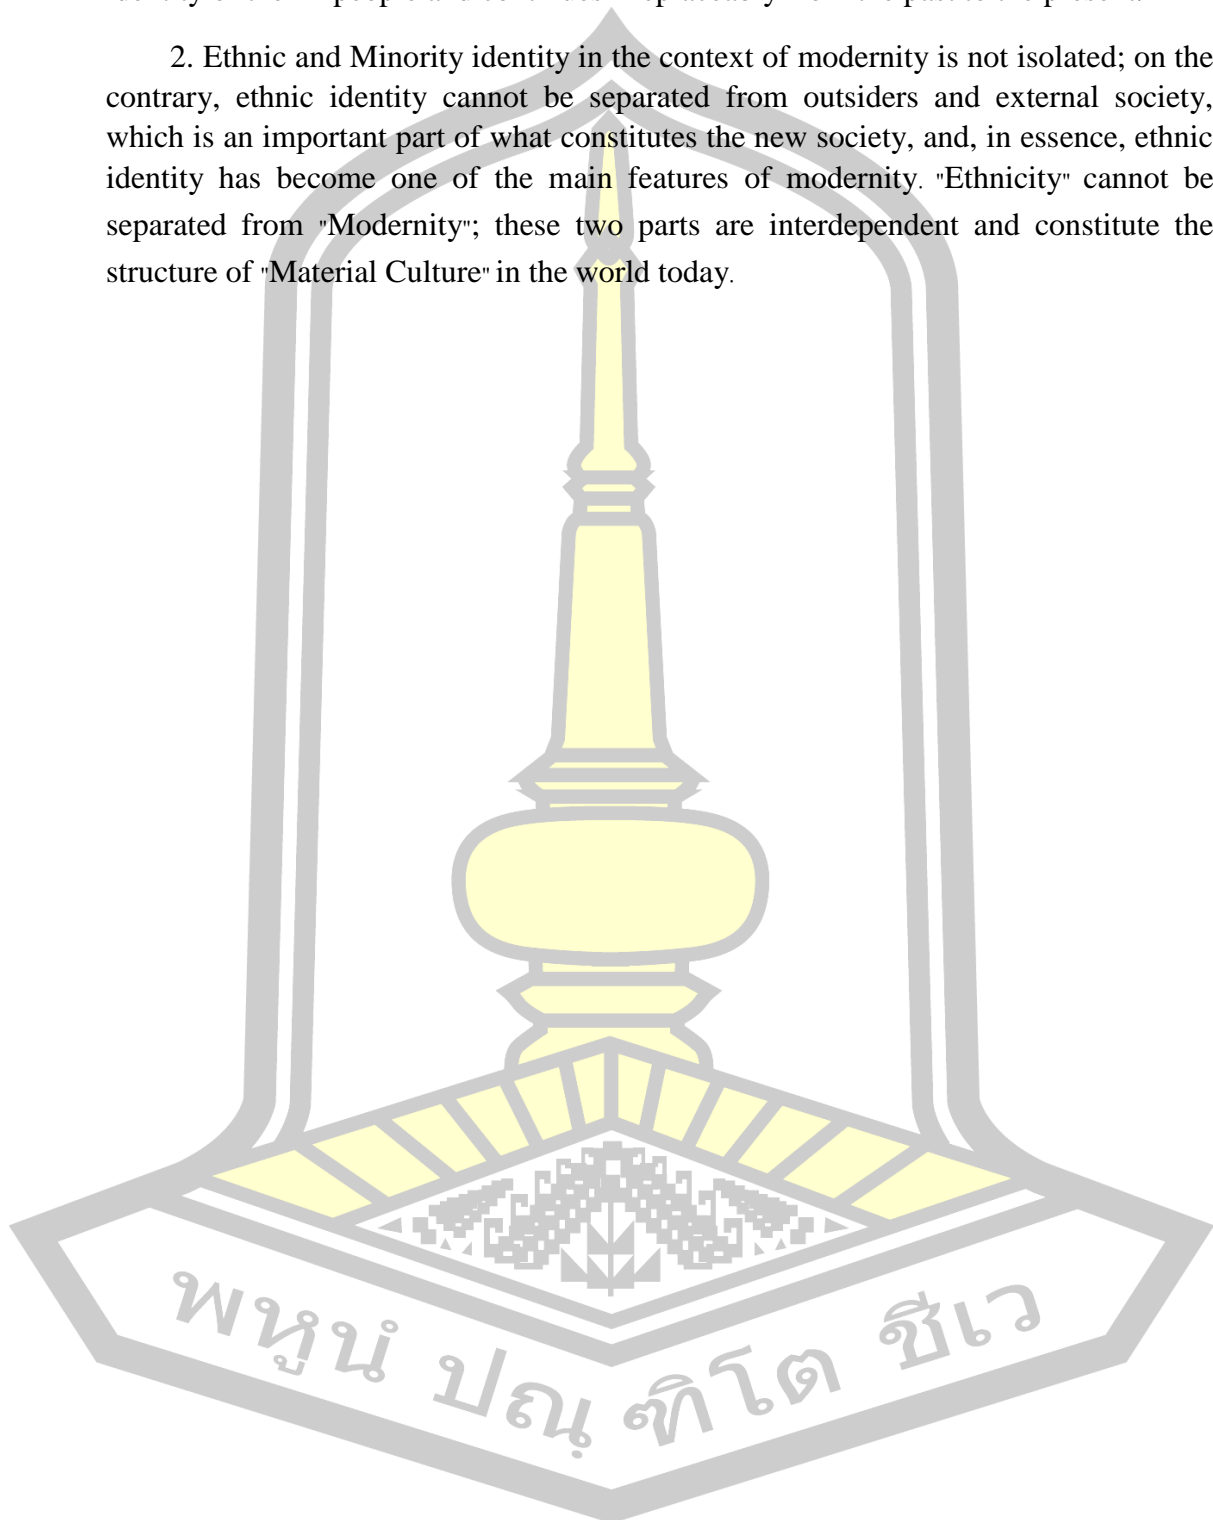 2. Ethnic and Minority identity in the context of modernity is not isolated; on the
contrary, ethnic identity cannot be separated from outsiders and external society,
which is an important part of what constitutes the new society, and, in essence, ethnic
identity has become one of the main features of modernity. "Ethnicity" cannot be
separated from "Modernity"; these two parts are interdependent and constitute the
structure of "Material Culture" in the world today.
พหูนํ ปณฺฑิโต ชีเว